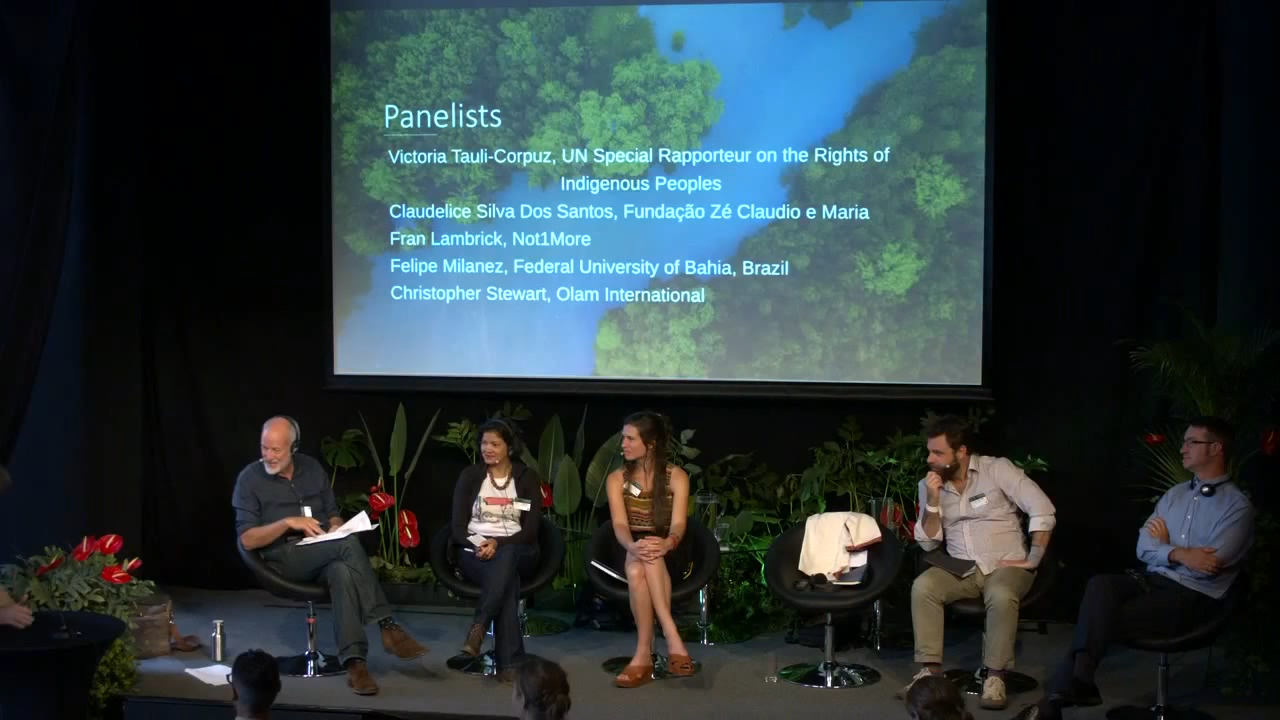 Panelists
Victoria Tauli-Corpuz, UN Special Rapporteur on the Rights of
Indigenous Peoples
Claudelice Silva Dos Santos, Fundação Zé Claudio e Maria
Fran Lambrick, Not1More
Felipe Milanez, Federal University of Bahia, Brazil
Christopher Stewart, Olam International